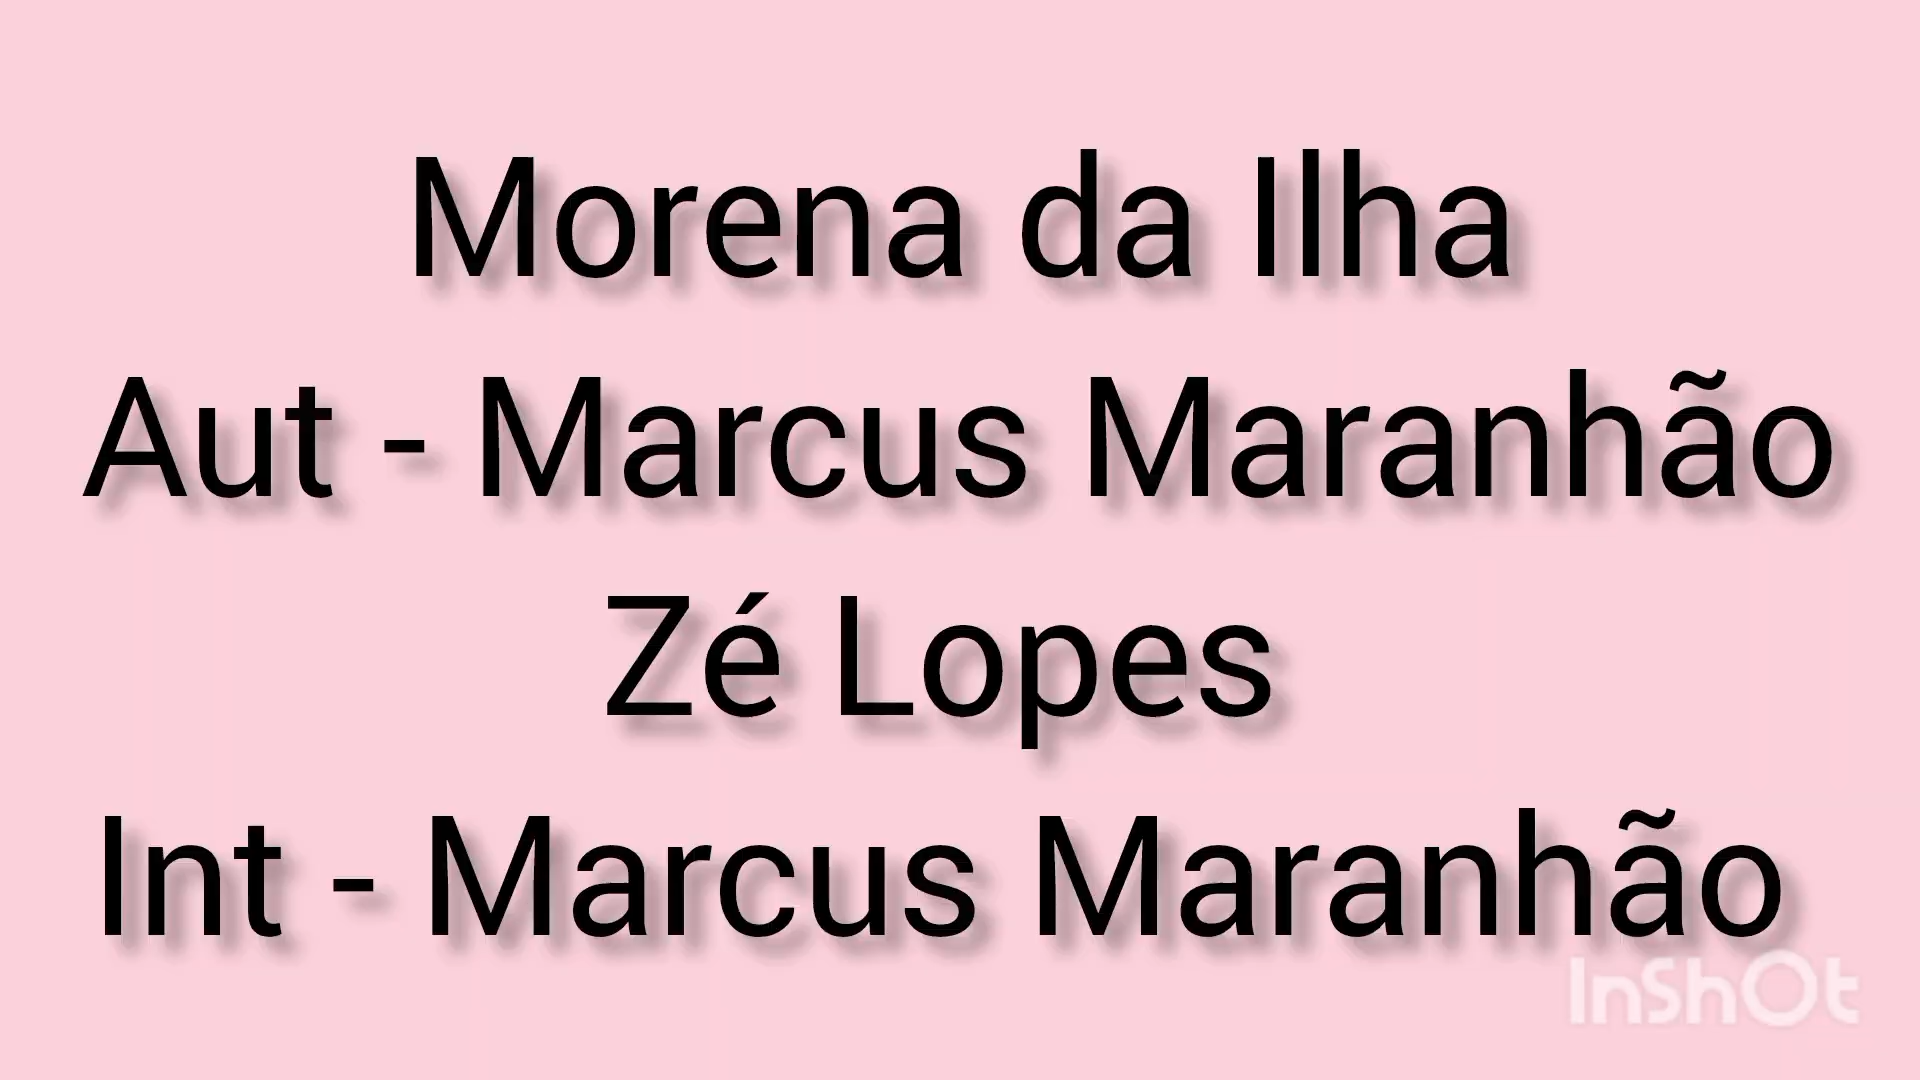 Morena da Ilha
Aut - Marcus Maranhão
Zé Lopes
Int - Marcus Maranhão
InShOt